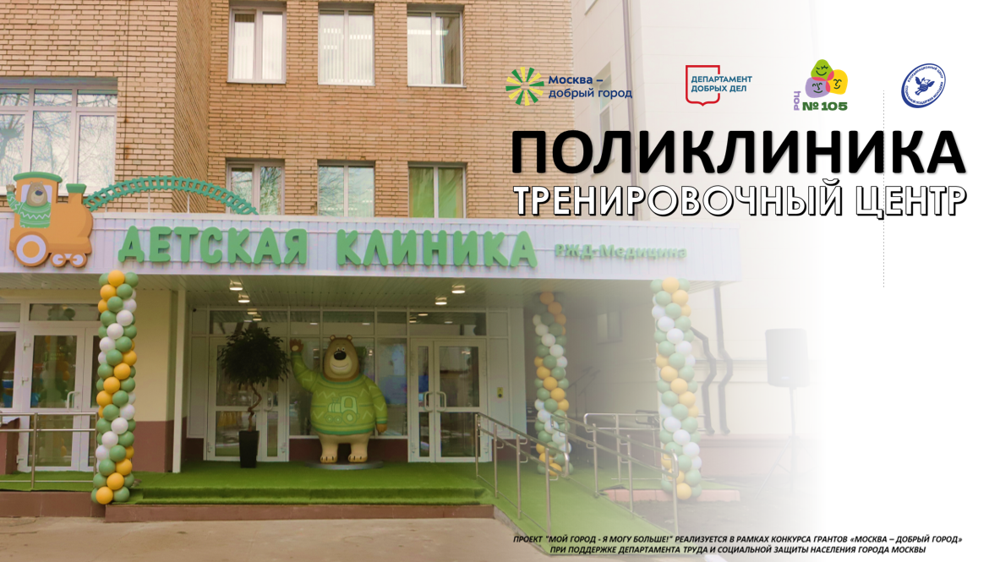 Москва –
добрый город
ДЕПАРТАМЕНТ
ДОБРЫХ ДЕЛ
РОЦ
№ 105
ПОЛИКЛИНИКА
ТРЕНИРОВОЧНЫЙ ЦЕНТР
ДЕТСКАЯ КЛИНИКА РЖД-Медицина
ПРОЕКТ "МОЙ ГОРОД - Я МОГУ БОЛЬШЕ!" РЕАЛИЗУЕТСЯ В РАМКАХ КОНКУРСА ГРАНТОВ «МОСКВА – ДОБРЫЙ ГОРОД»
ПРИ ПОДДЕРЖКЕ ДЕПАРТАМЕНТА ТРУДА И СОЦИАЛЬНОЙ ЗАЩИТЫ НАСЕЛЕНИЯ ГОРОДА МОСКВЫ